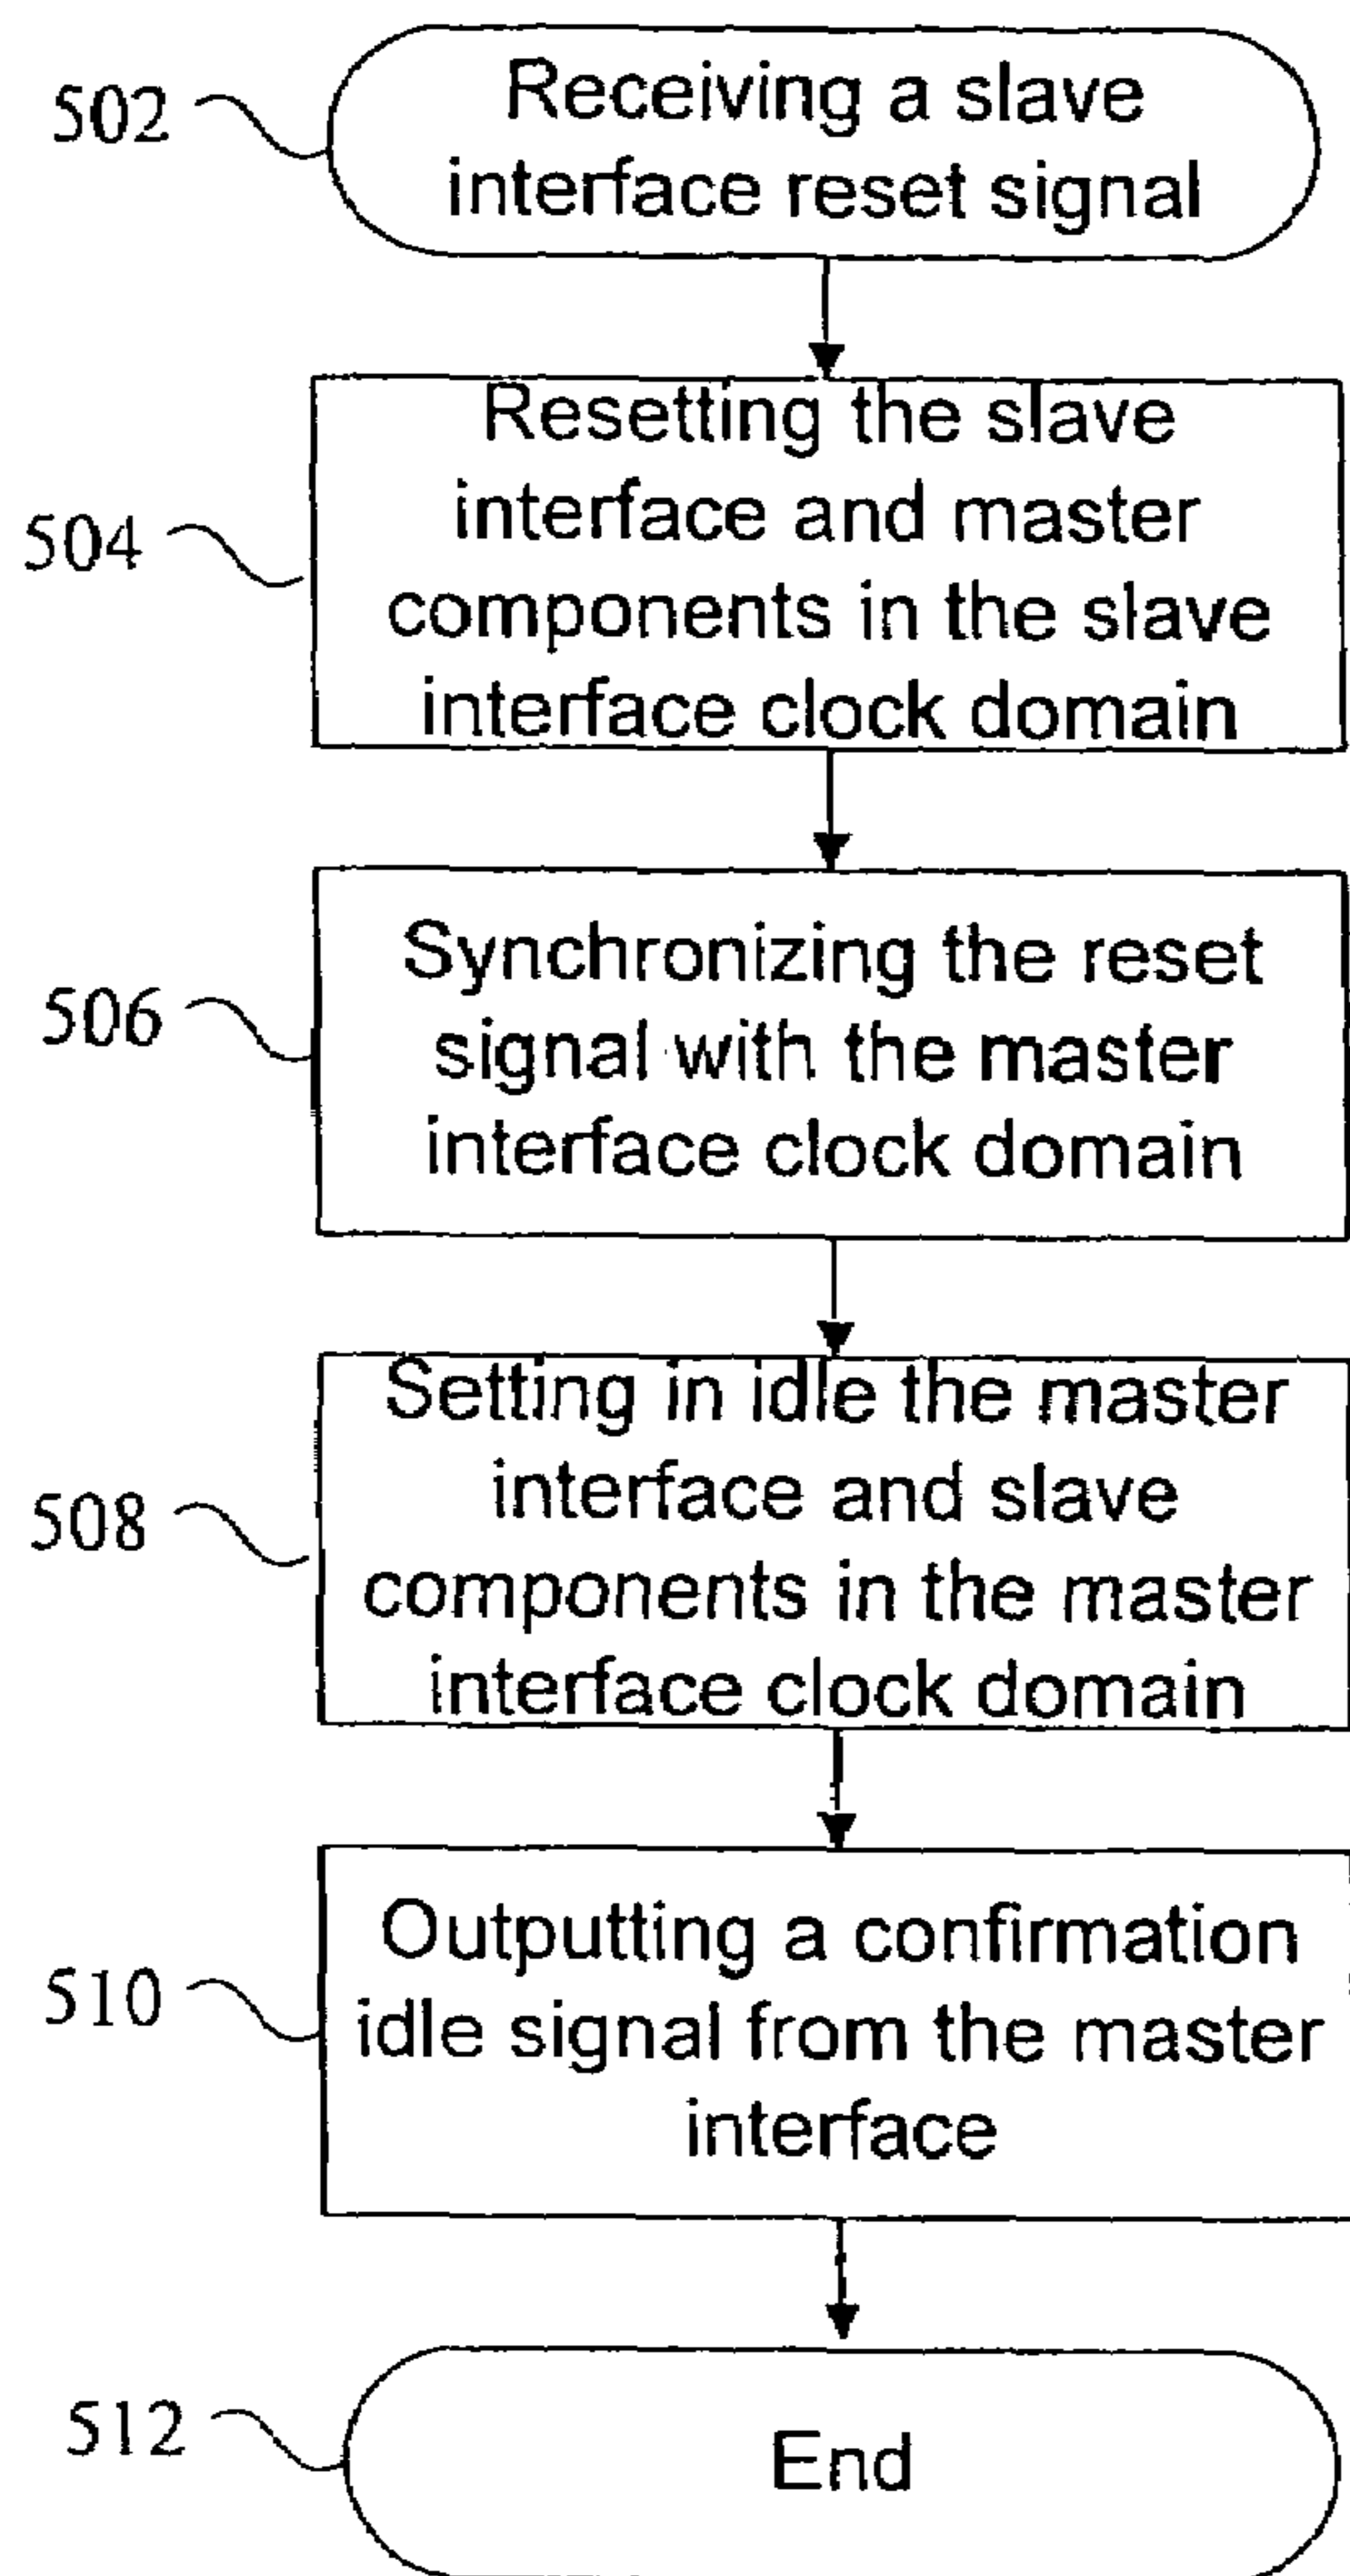 502
Receiving a slave
interface reset signal
504
Resetting the slave
interface and master
components in the slave
interface clock domain
506
Synchronizing the reset
signal with the master
interface clock domain
508
Setting in idle the master
interface and slave
components in the master
interface clock domain
510
Outputting a confirmation
idle signal from the master
interface
512
End